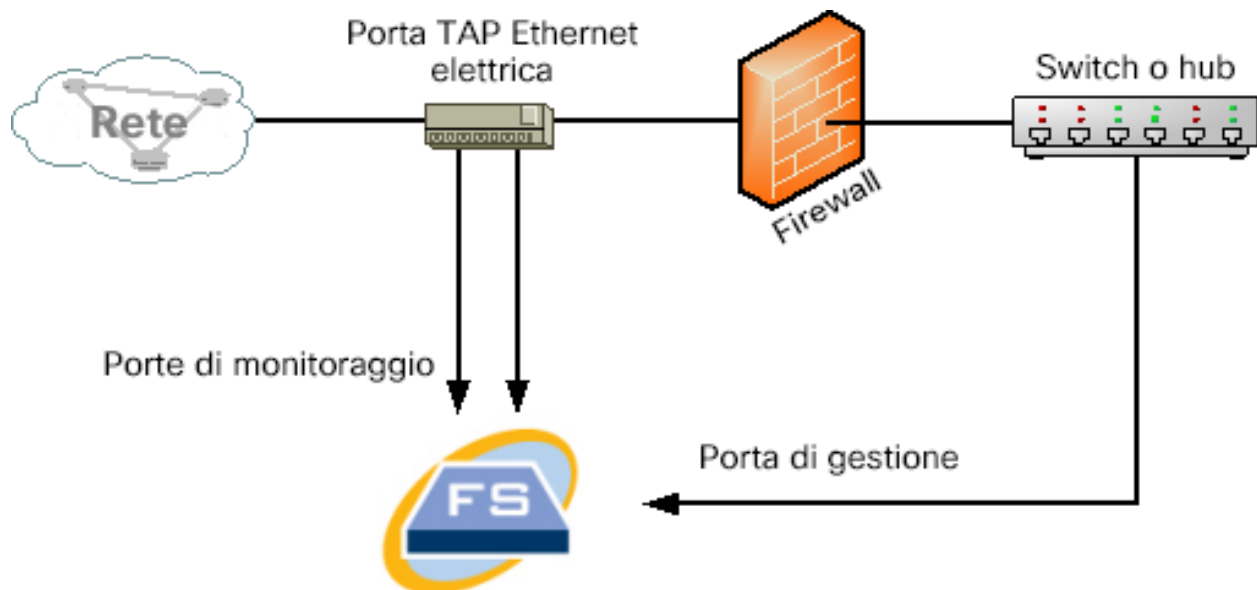 Porta TAP Ethernet
elettrica
Switch o hub
Rete
Firewall
Porte di monitoraggio
Porta di gestione
FS